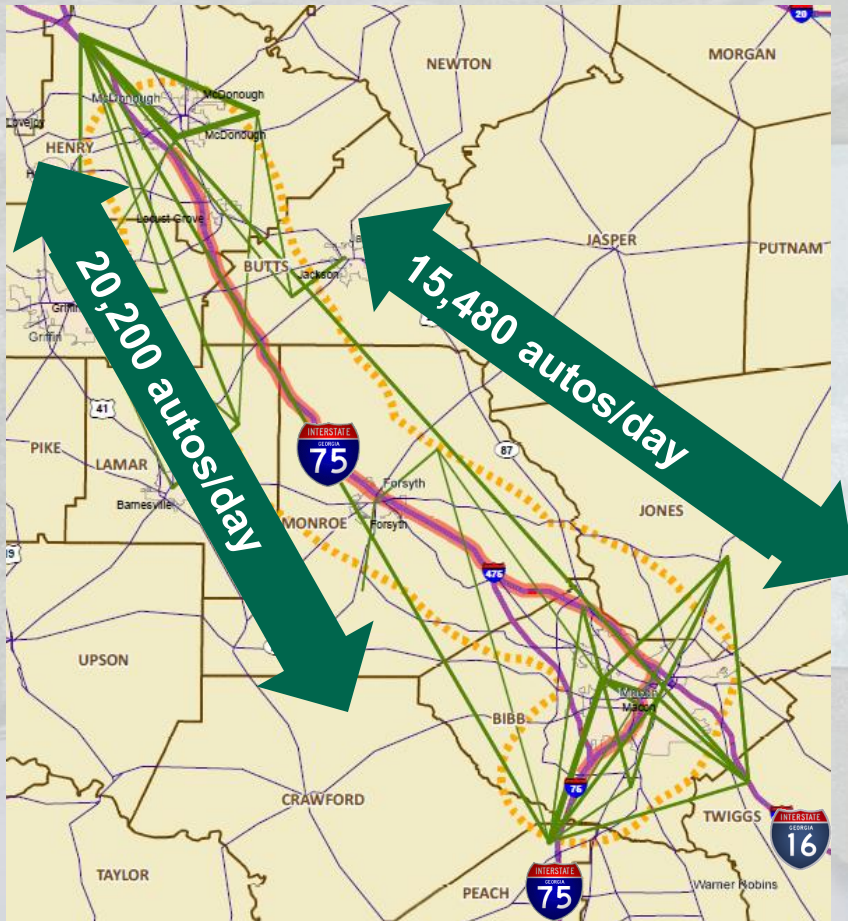 20
NEWTON
MORGAN
McDonough
McDonough
McDonough
Lovejoy
HENRY
Locust Grove
JASPER
PUTNAM
BUTTS
Jackson
20,200 autos/day
15,480 autos/day
Griffin
Griffin
41
PIKE
LAMAR
Barnesville
INTERSTATE
GEORGIA
75
87
Forsyth
Forsyth
MONROE
JONES
475
UPSON
Macon
Macon
BIBB
75
CRAWFORD
TWIGGS
INTERSTATE
GEORGIA
16
TAYLOR
PEACH
INTERSTATE
GEORGIA
75
Warner Robins